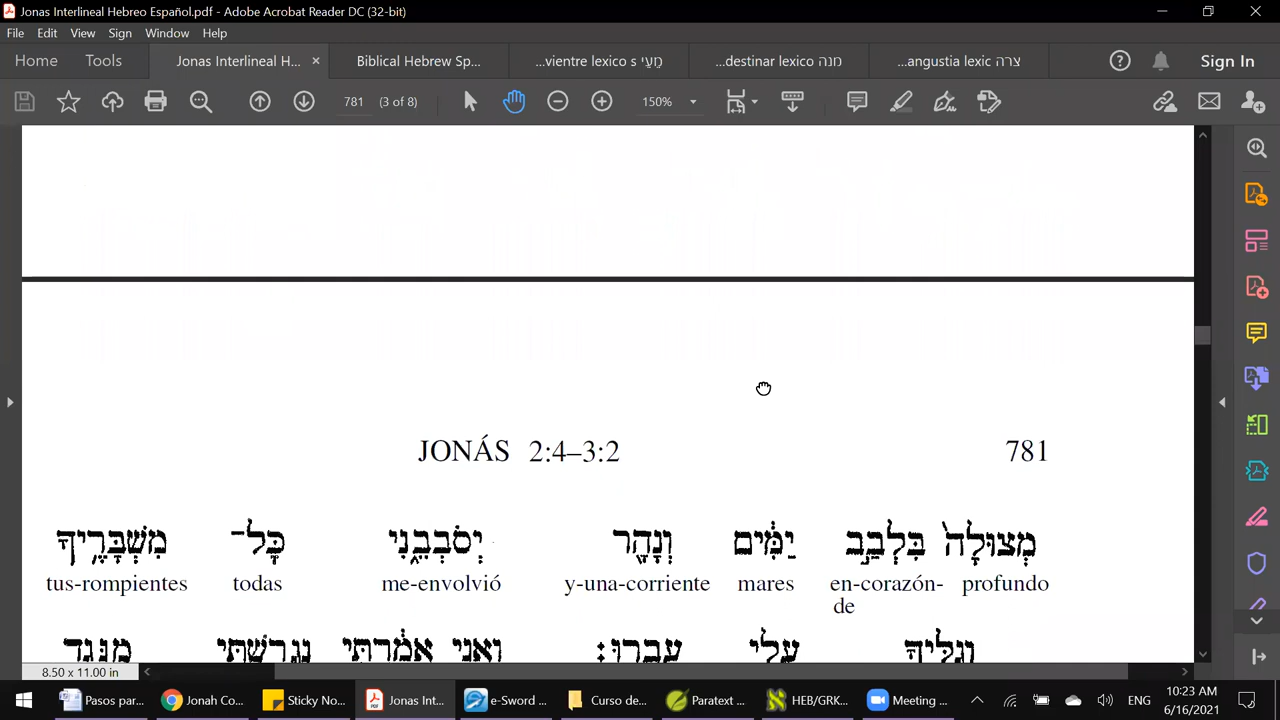 Jonas Interlineal Hebreo Español.pdf - Adobe Acrobat Reader DC (32-bit)
File Edit View Sign Window Help
Home Tools Jonas Interlineal H... × Biblical Hebrew Sp... ...vientre lexico s מֵעֶי ...destinar lexico מנה ...angustia lexic צרה Sign In
781 (3 of 8) 150%
JONÁS 2:4–3:2 781
מְצוּלָה֙ בִּלְבַ֣ב יַמִּ֔ים וְנָהָ֖ר יְסֹבְבֵ֑נִי כָּל־ מִשְׁבָּרֶ֥יךָ
tus-rompientes todas me-envolvió y-una-corriente mares en-corazón- profundo
de
וְגַלֶּיךָ עָלַי עָבָרוּ׃ וַאֲנִי אָמַרְתִּי נִגְרַשְׁתִּי מִנֶּגֶד
8.50 x 11.00 in
Pasos par... Jonah Co... Sticky No... Jonas Int... e-Sword ... Curso de... Paratext ... HEB/GRK... Meeting ... ENG 10:23 AM
6/16/2021